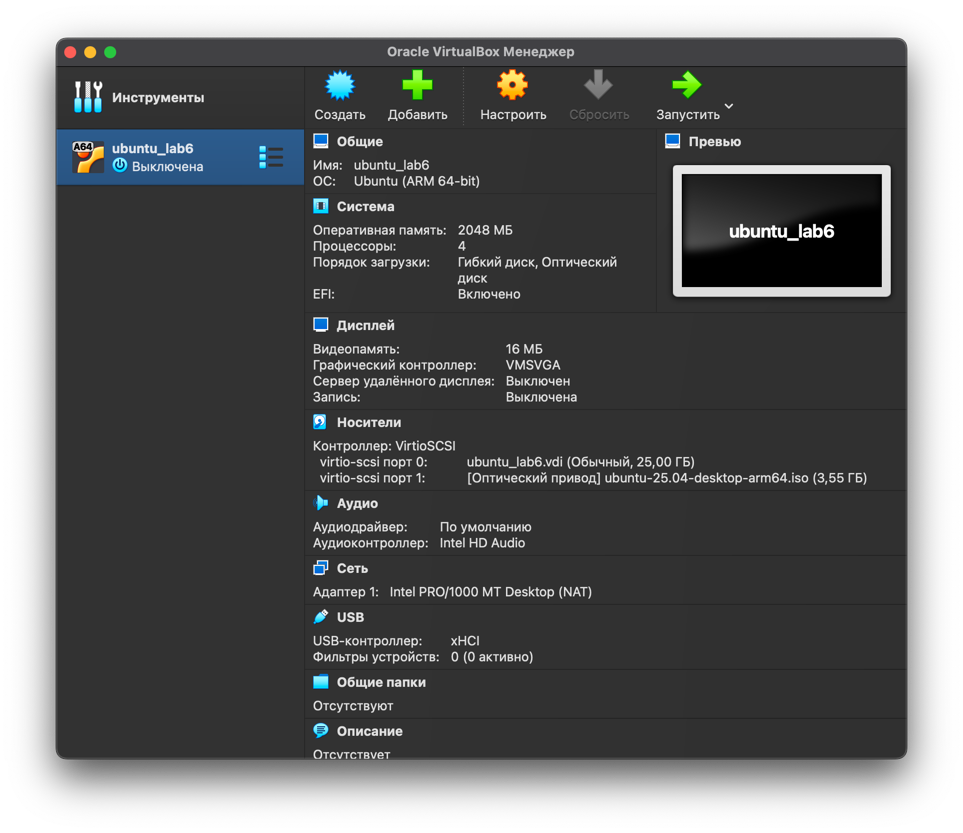 Oracle VirtualBox Менеджер
Инструменты
Создать
Добавить
Настроить
Сбросить
Запустить
A64
ubuntu_lab6
Выключена
Общие
Имя: ubuntu_lab6
ОС: Ubuntu (ARM 64-bit)
Превью
ubuntu_lab6
Система
Оперативная память: 2048 МБ
Процессоры: 4
Порядок загрузки: Гибкий диск, Оптический
диск
EFI: Включено
Дисплей
Видеопамять: 16 МБ
Графический контроллер: VMSVGA
Сервер удалённого дисплея: Выключен
Запись: Выключена
Носители
Контроллер: VirtioSCSI
virtio-scsi порт 0: ubuntu_lab6.vdi (Обычный, 25,00 ГБ)
virtio-scsi порт 1: [Оптический привод] ubuntu-25.04-desktop-arm64.iso (3,55 ГБ)
Аудио
Аудиодрайвер: По умолчанию
Аудиоконтроллер: Intel HD Audio
Сеть
Адаптер 1: Intel PRO/1000 MT Desktop (NAT)
USB
USB-контроллер: xHCI
Фильтры устройств: 0 (0 активно)
Общие папки
Отсутствуют
Описание
Отсутствует